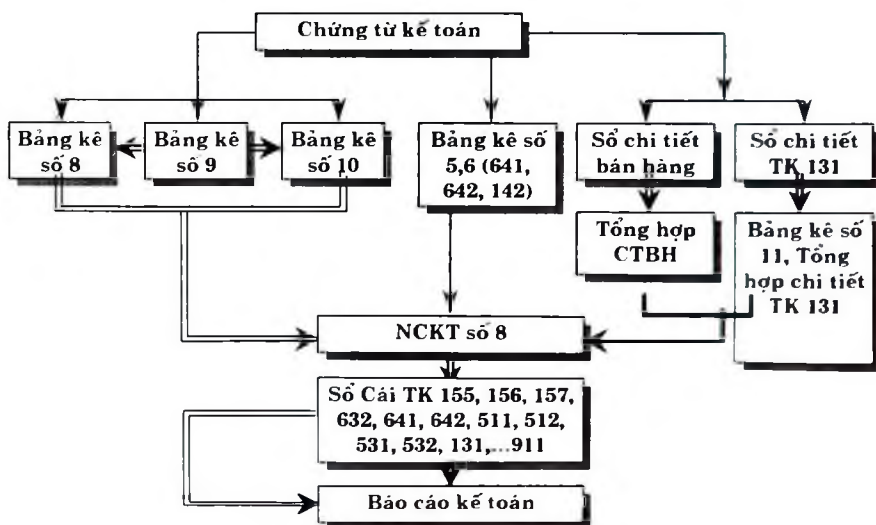 Chứng từ kế toán
Bảng kê
số 8
Bảng kê
số 9
Bảng kê
số 10
Bảng kê số
5,6 (641,
642, 142)
Sổ chi tiết
bán hàng
Sổ chi tiết
TK 131
Tổng hợp
CTBH
Bảng kê số
11, Tổng
hợp chi tiết
TK 131
NCKT số 8
Sổ Cái TK 155, 156, 157,
632, 641, 642, 511, 512,
531, 532, 131,...911
Báo cáo kế toán